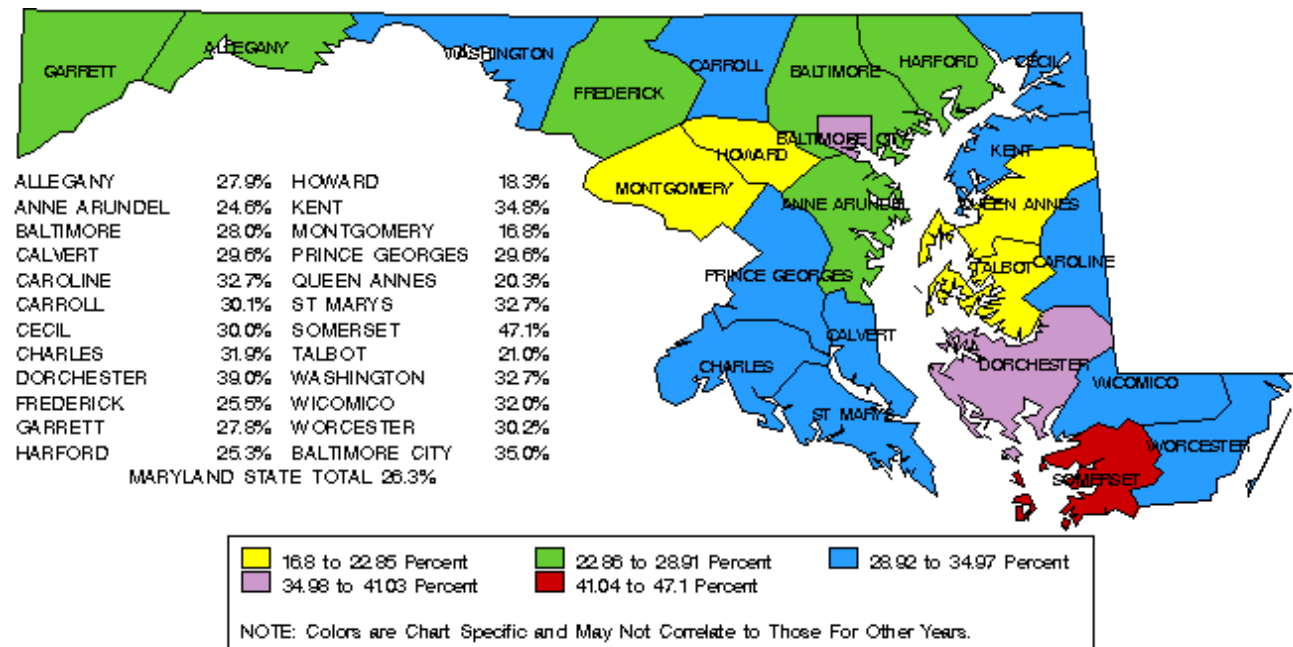 GARRETT
ALLEGANY
WASHINGTON
FREDERICK
CARROLL
BALTIMORE
HARFORD
CECIL
BALTIMORE CITY
KENT
HOWARD
MONTGOMERY
ANNE ARUNDEL
QUEEN ANNES
TALBOT
CAROLINE
PRINCE GEORGES
CALVERT
CHARLES
ST MARYS
DORCHESTER
WICOMICO
WORCESTER
SOMERSET
ALLEGANY 27.9% HOWARD 18.3%
ANNE ARUNDEL 24.6% KENT 34.8%
BALTIMORE 28.0% MONTGOMERY 16.8%
CALVERT 29.6% PRINCE GEORGES 29.6%
CAROLINE 32.7% QUEEN ANNES 20.3%
CARROLL 30.1% ST MARYS 32.7%
CECIL 30.0% SOMERSET 47.1%
CHARLES 31.9% TALBOT 21.0%
DORCHESTER 39.0% WASHINGTON 32.7%
FREDERICK 25.5% WICOMICO 32.0%
GARRETT 27.8% WORCESTER 30.2%
HARFORD 25.3% BALTIMORE CITY 35.0%
MARYLAND STATE TOTAL 26.3%
16.8 to 22.85 Percent 22.86 to 28.91 Percent 28.92 to 34.97 Percent
34.98 to 41.03 Percent 41.04 to 47.1 Percent
NOTE: Colors are Chart Specific and May Not Correlate to Those For Other Years.